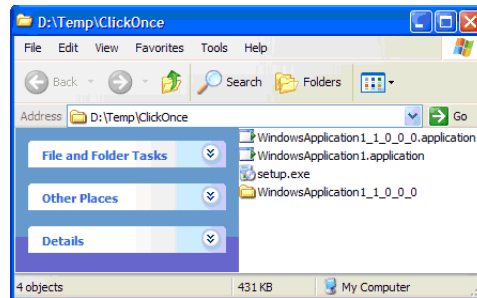 D:\Temp\ClickOnce
File Edit View Favorites Tools Help
Back Search Folders
Address D:\Temp\ClickOnce Go
WindowsApplication1_1_0_0_0.application
File and Folder Tasks WindowsApplication1.application
setup.exe
Other Places WindowsApplication1_1_0_0_0
Details
4 objects 431 KB My Computer